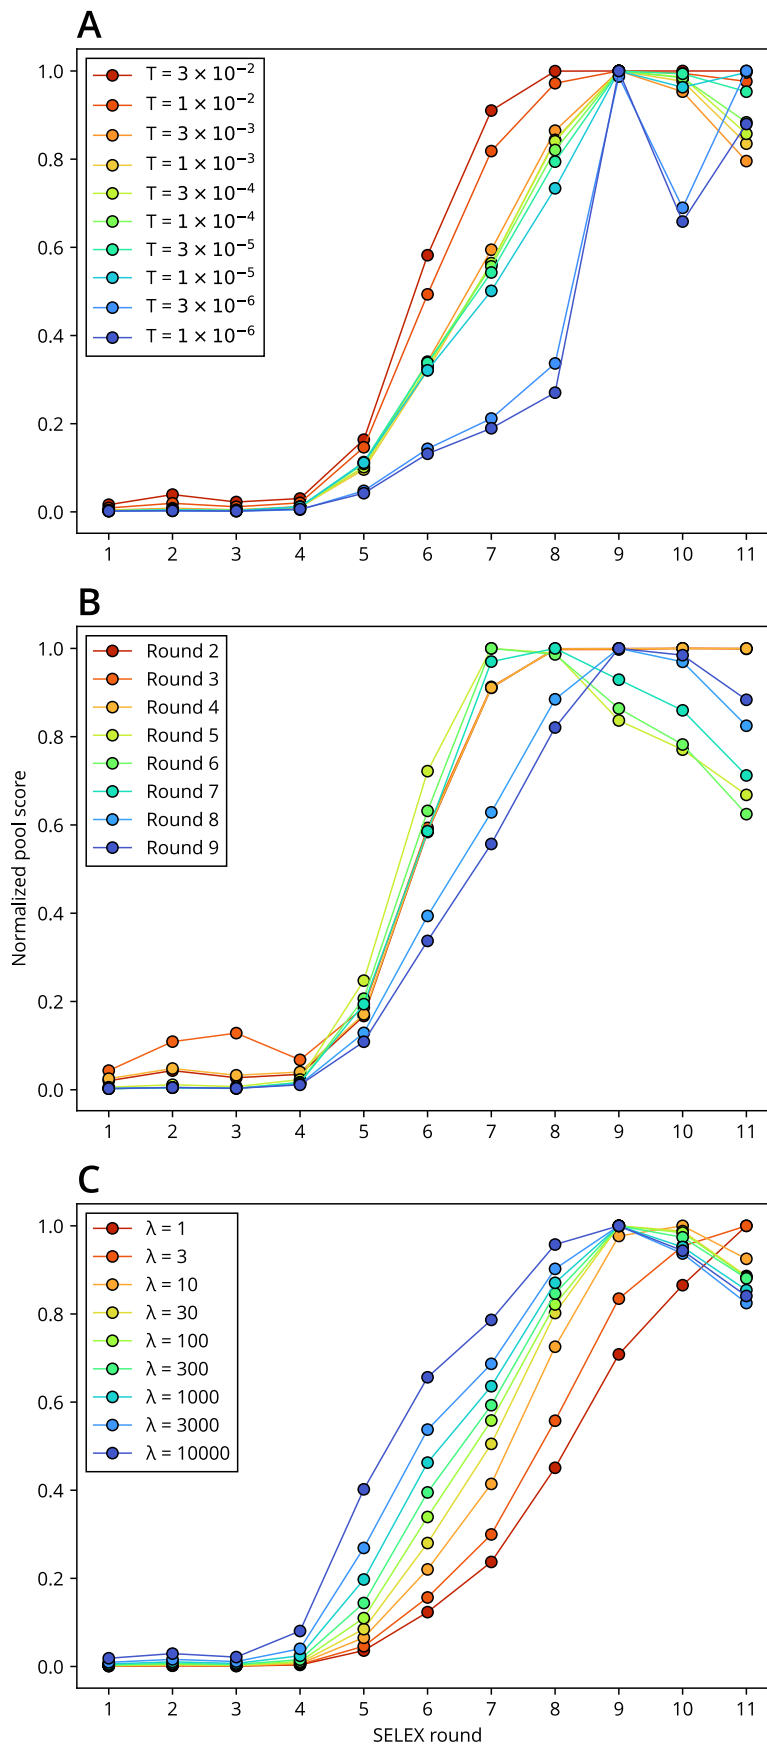 A
1.0
0.8
0.6
0.4
0.2
0.0
T = 3 × 10⁻²
T = 1 × 10⁻²
T = 3 × 10⁻³
T = 1 × 10⁻³
T = 3 × 10⁻⁴
T = 1 × 10⁻⁴
T = 3 × 10⁻⁵
T = 1 × 10⁻⁵
T = 3 × 10⁻⁶
T = 1 × 10⁻⁶
1 2 3 4 5 6 7 8 9 10 11
B
Normalized pool score
1.0
0.8
0.6
0.4
0.2
0.0
Round 2
Round 3
Round 4
Round 5
Round 6
Round 7
Round 8
Round 9
1 2 3 4 5 6 7 8 9 10 11
C
1.0
0.8
0.6
0.4
0.2
0.0
λ = 1
λ = 3
λ = 10
λ = 30
λ = 100
λ = 300
λ = 1000
λ = 3000
λ = 10000
1 2 3 4 5 6 7 8 9 10 11
SELEX round